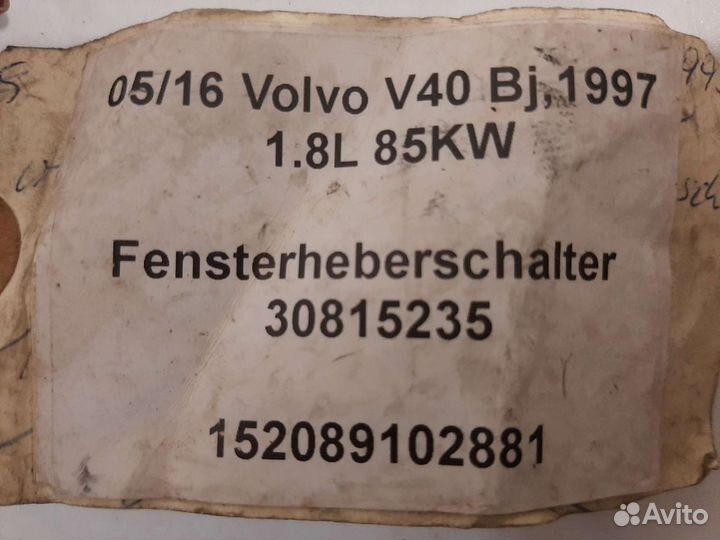 05/16 Volvo V40 Bj,1997
1.8L 85KW
Fensterheberschalter
30815235
152089102881
Avito